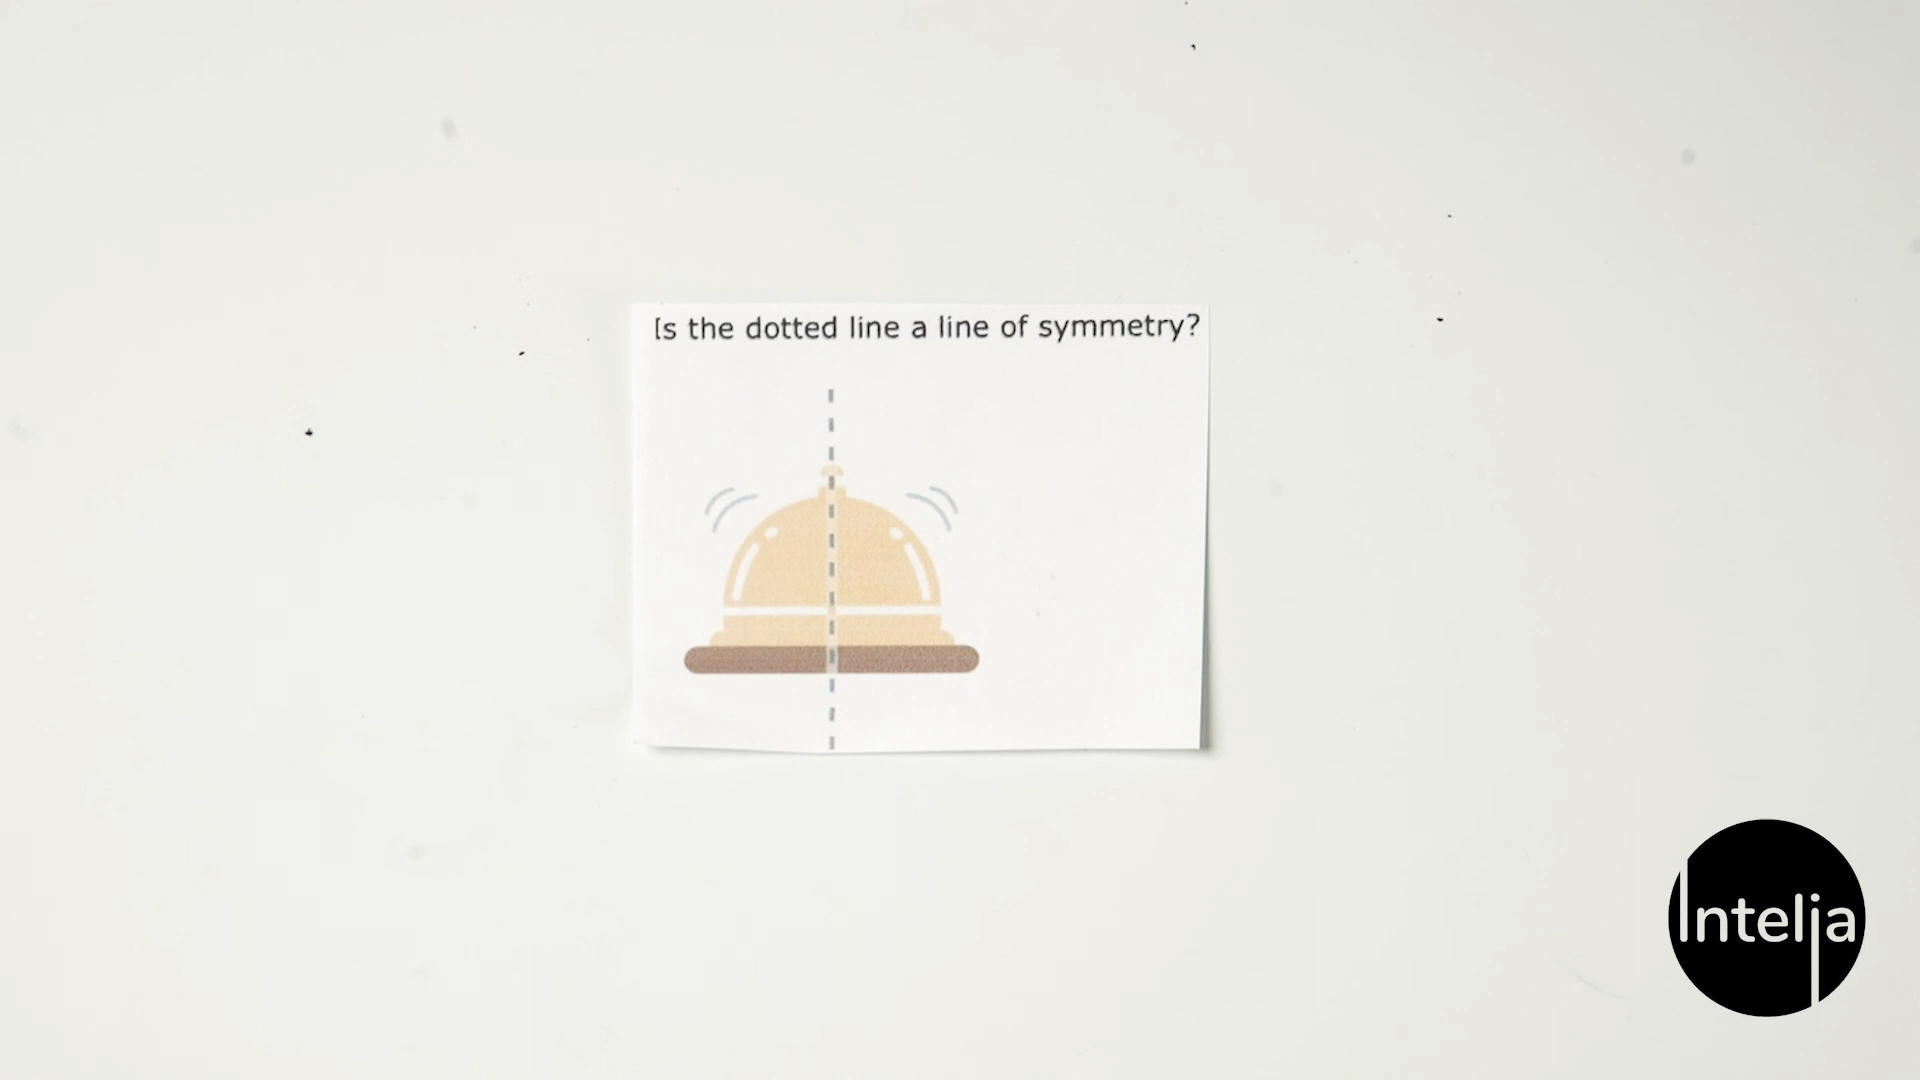 Is the dotted line a line of symmetry?
Intelja